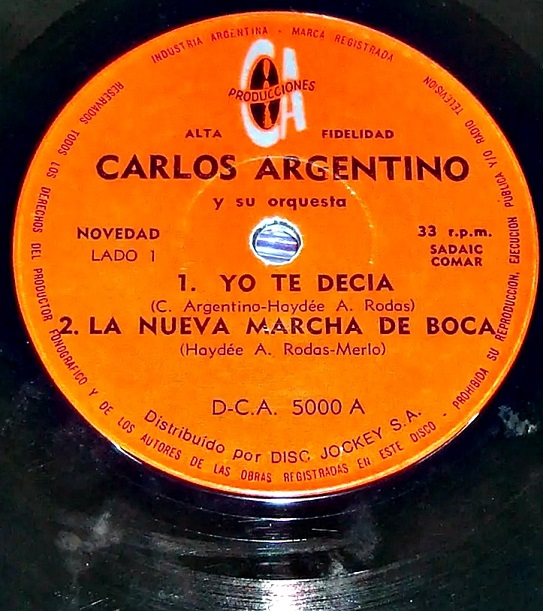 INDUSTRIA ARGENTINA - MARCA REGISTRADA
CA
PRODUCCIONES
ALTA FIDELIDAD
CARLOS ARGENTINO
y su orquesta
NOVEDAD
LADO 1
33 r.p.m.
SADAIC
COMAR
1. YO TE DECIA
(C. Argentino-Haydée A. Rodas)
2. LA NUEVA MARCHA DE BOCA
(Haydée A. Rodas-Merlo)
D-C.A. 5000 A
Distribuído por DISC JOCKEY S.A.
RESERVADOS TODOS LOS DERECHOS DEL PRODUCTOR FONOGRAFICO Y DE LOS AUTORES DE LAS OBRAS REGISTRADAS EN ESTE DISCO - PROHIBIDA SU REPRODUCCION, EJECUCION PUBLICA Y/O RADIO TELEVISION